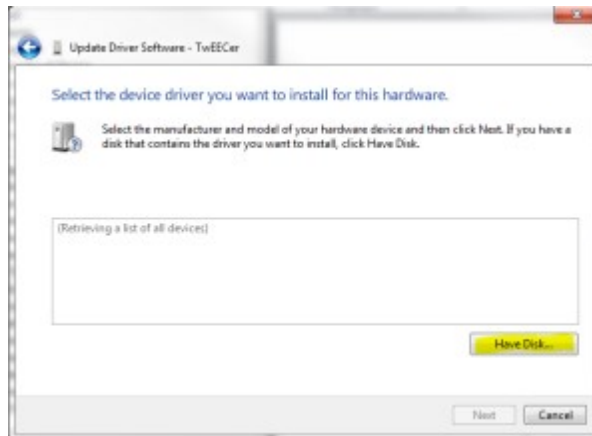 Update Driver Software - TwEECer
Select the device driver you want to install for this hardware.
Select the manufacturer and model of your hardware device and then click Next. If you have a
disk that contains the driver you want to install, click Have Disk.
(Retrieving a list of all devices)
Have Disk...
Next Cancel